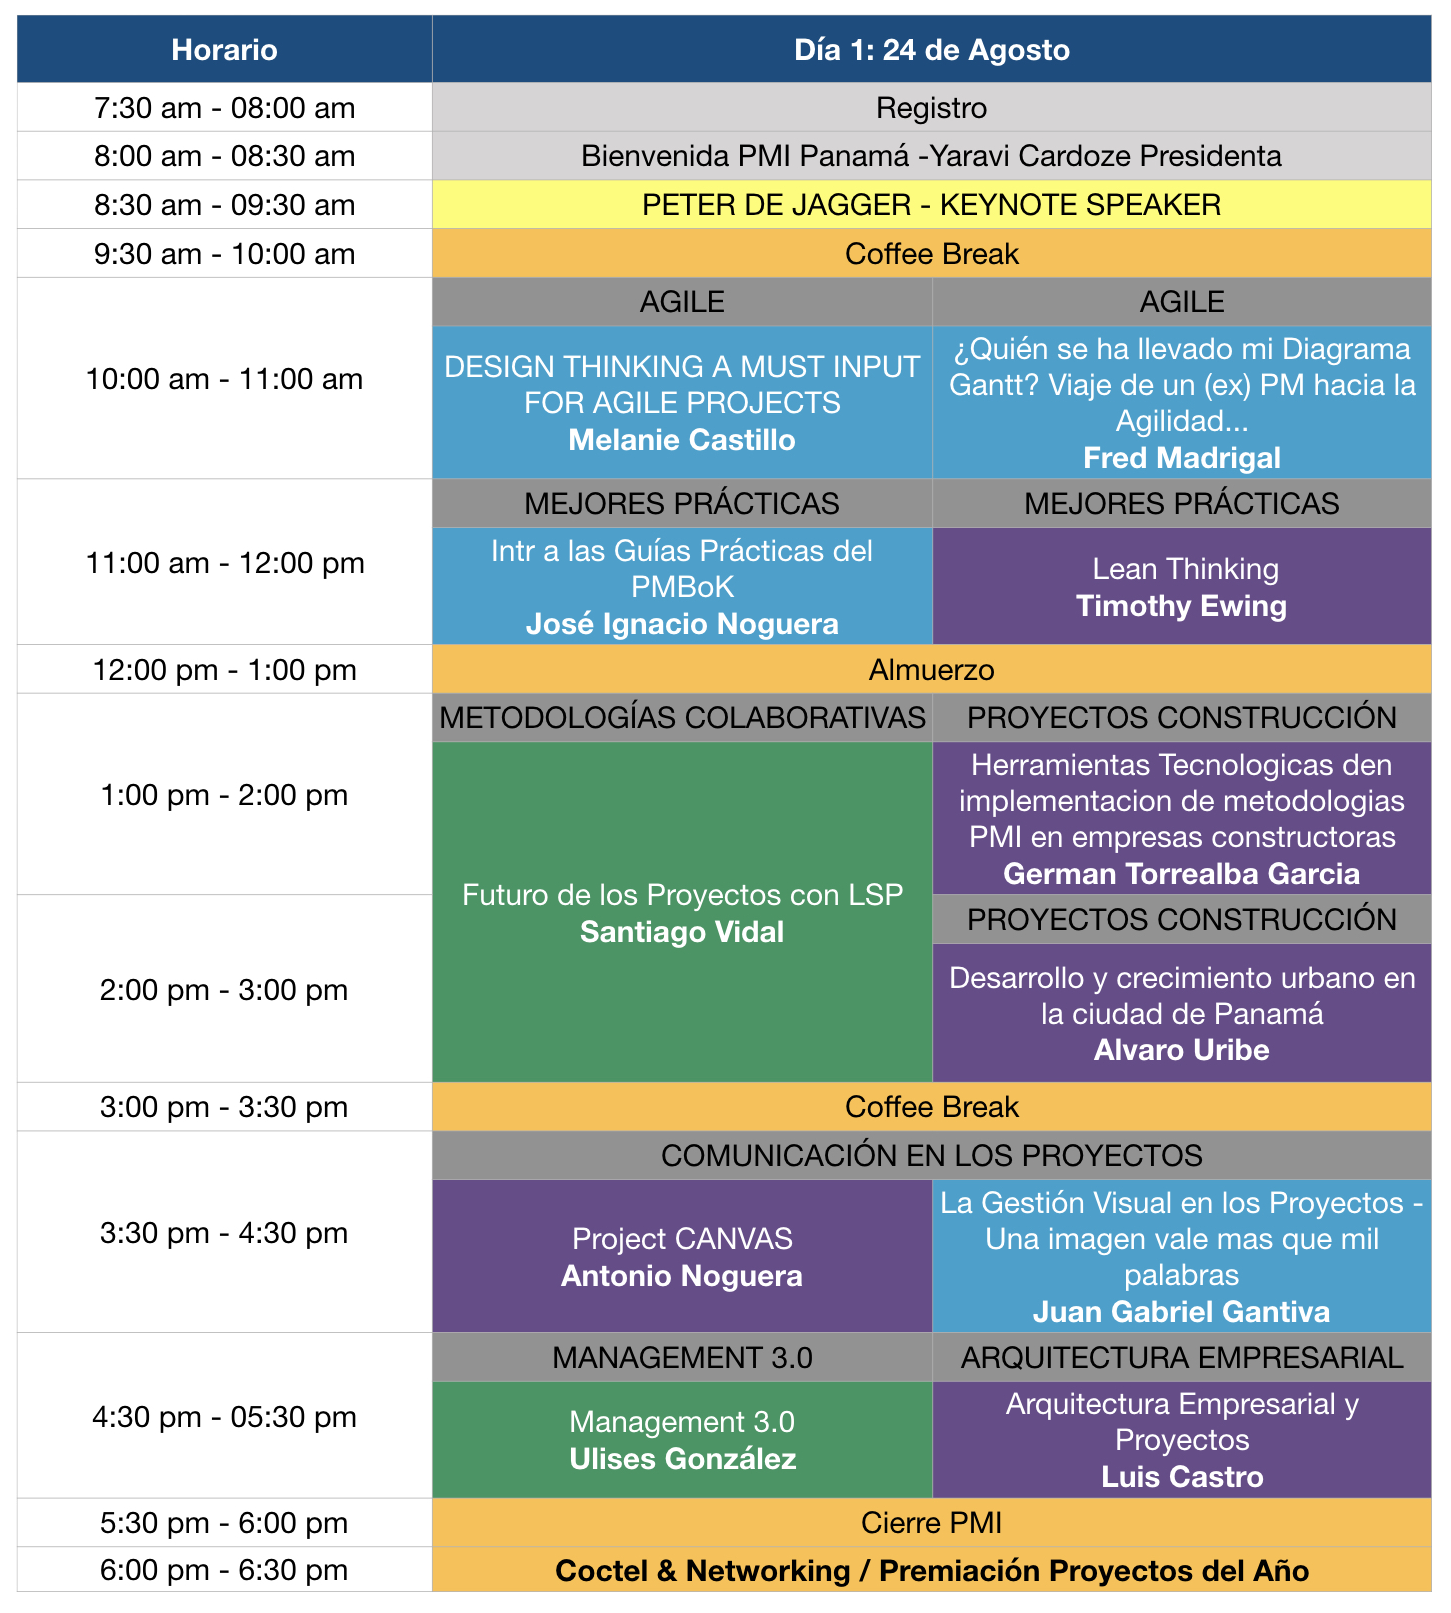 Horario
Día 1: 24 de Agosto
7:30 am - 08:00 am
Registro
8:00 am - 08:30 am
Bienvenida PMI Panamá -Yaravi Cardoze Presidenta
8:30 am - 09:30 am
PETER DE JAGGER - KEYNOTE SPEAKER
9:30 am - 10:00 am
Coffee Break
10:00 am - 11:00 am
AGILE
DESIGN THINKING A MUST INPUT
FOR AGILE PROJECTS
Melanie Castillo
AGILE
¿Quién se ha llevado mi Diagrama
Gantt? Viaje de un (ex) PM hacia la
Agilidad...
Fred Madrigal
11:00 am - 12:00 pm
MEJORES PRÁCTICAS
Intr a las Guías Prácticas del
PMBoK
José Ignacio Noguera
MEJORES PRÁCTICAS
Lean Thinking
Timothy Ewing
12:00 pm - 1:00 pm
Almuerzo
1:00 pm - 2:00 pm
METODOLOGÍAS COLABORATIVAS
Futuro de los Proyectos con LSP
Santiago Vidal
PROYECTOS CONSTRUCCIÓN
Herramientas Tecnologicas den
implementacion de metodologias
PMI en empresas constructoras
German Torrealba Garcia
2:00 pm - 3:00 pm
PROYECTOS CONSTRUCCIÓN
Desarrollo y crecimiento urbano en
la ciudad de Panamá
Alvaro Uribe
3:00 pm - 3:30 pm
Coffee Break
3:30 pm - 4:30 pm
COMUNICACIÓN EN LOS PROYECTOS
Project CANVAS
Antonio Noguera
La Gestión Visual en los Proyectos -
Una imagen vale mas que mil
palabras
Juan Gabriel Gantiva
4:30 pm - 05:30 pm
MANAGEMENT 3.0
Management 3.0
Ulises González
ARQUITECTURA EMPRESARIAL
Arquitectura Empresarial y
Proyectos
Luis Castro
5:30 pm - 6:00 pm
Cierre PMI
6:00 pm - 6:30 pm
Coctel & Networking / Premiación Proyectos del Año